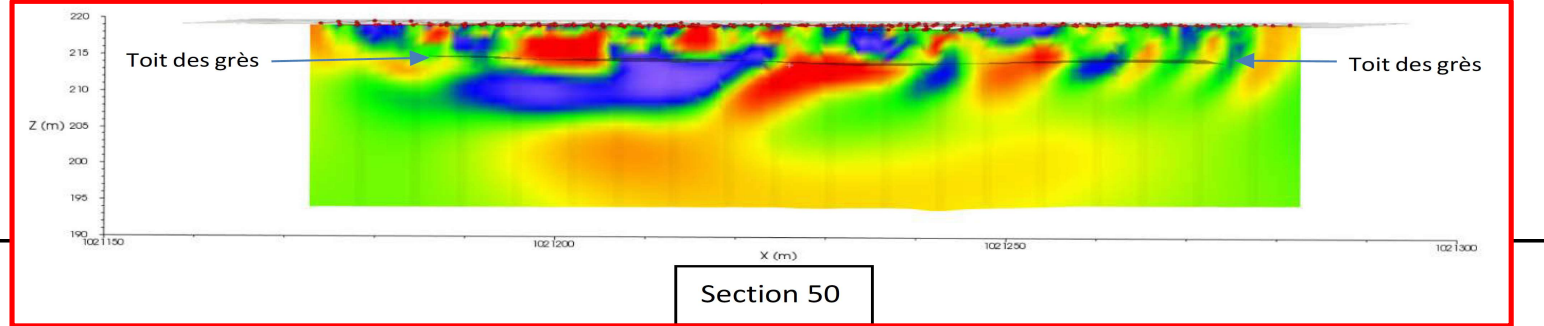 220
215
Toit des grès
Toit des grès
210
Z (m) 205
200
195
190
1021150
1021200
1021250
1021300
X (m)
Section 50